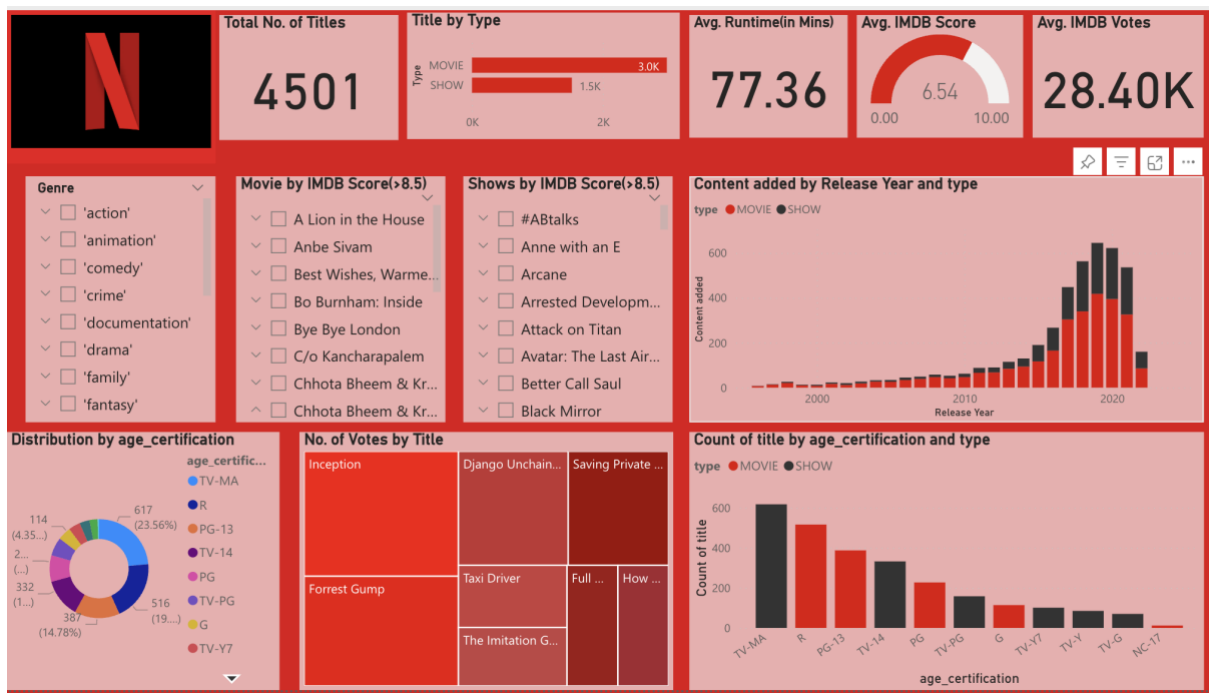 Total No. of Titles
4501
Title by Type
Type
MOVIE
3.0K
SHOW
1.5K
0K
2K
Avg. Runtime(in Mins)
77.36
Avg. IMDB Score
6.54
0.00
10.00
Avg. IMDB Votes
28.40K
Genre
'action'
'animation'
'comedy'
'crime'
'documentation'
'drama'
'family'
'fantasy'
Movie by IMDB Score(>8.5)
A Lion in the House
Anbe Sivam
Best Wishes, Warme...
Bo Burnham: Inside
Bye Bye London
C/o Kancharapalem
Chhota Bheem & Kr...
Chhota Bheem & Kr...
Shows by IMDB Score(>8.5)
#ABtalks
Anne with an E
Arcane
Arrested Developm...
Attack on Titan
Avatar: The Last Air...
Better Call Saul
Black Mirror
Content added by Release Year and type
type MOVIE SHOW
Content added
600
400
200
0
2000
2010
2020
Release Year
Distribution by age_certification
age_certific...
TV-MA
R
PG-13
TV-14
PG
TV-PG
G
TV-Y7
617
(23.56%)
516
(19....)
387
(14.78%)
332
(1...)
2...
(...)
114
(4.35...)
No. of Votes by Title
Inception
Forrest Gump
Django Unchain...
Saving Private ...
Taxi Driver
The Imitation G...
Full ...
How ...
Count of title by age_certification and type
type MOVIE SHOW
Count of title
600
400
200
0
TV-MA
R
PG-13
TV-14
PG
TV-PG
G
TV-Y7
TV-Y
TV-G
NC-17
age_certification